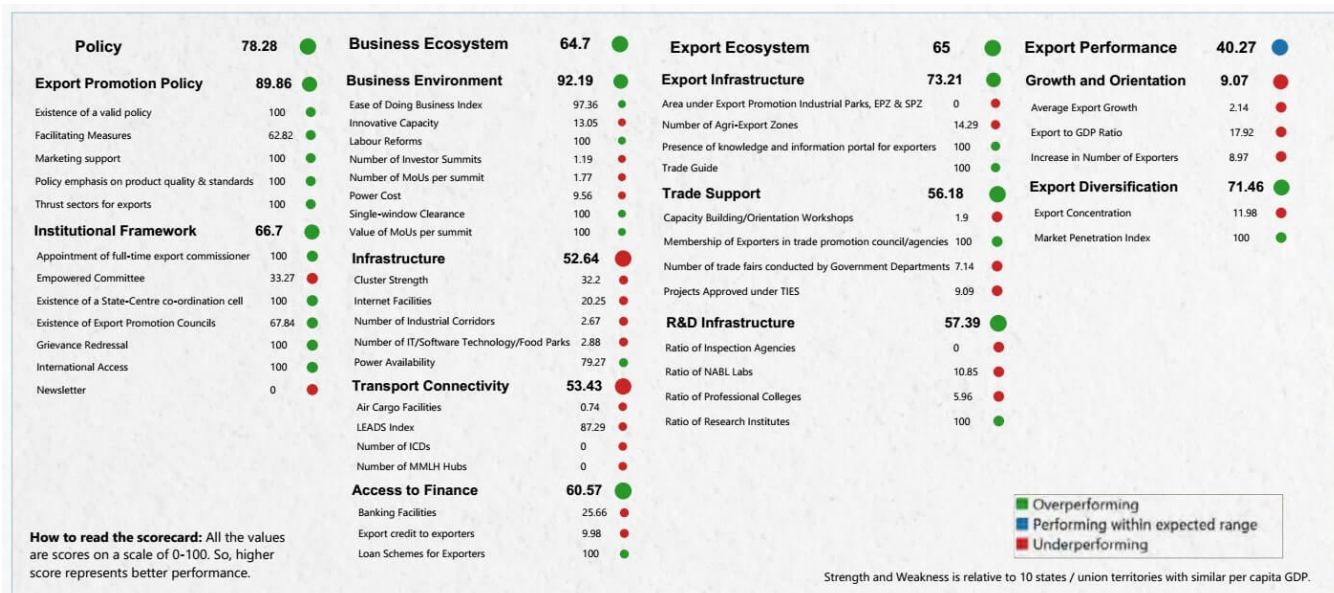 Policy 78.28
Export Promotion Policy 89.86
Existence of a valid policy 100
Facilitating Measures 62.82
Marketing support 100
Policy emphasis on product quality & standards 100
Thrust sectors for exports 100
Institutional Framework 66.7
Appointment of full-time export commissioner 100
Empowered Committee 33.27
Existence of a State-Centre co-ordination cell 100
Existence of Export Promotion Councils 67.84
Grievance Redressal 100
International Access 100
Newsletter 0
How to read the scorecard: All the values
are scores on a scale of 0-100. So, higher
score represents better performance.
Business Ecosystem 64.7
Business Environment 92.19
Ease of Doing Business Index 97.36
Innovative Capacity 13.05
Labour Reforms 100
Number of Investor Summits 1.19
Number of MoUs per summit 1.77
Power Cost 9.56
Single-window Clearance 100
Value of MoUs per summit 100
Infrastructure 52.64
Cluster Strength 32.2
Internet Facilities 20.25
Number of Industrial Corridors 2.67
Number of IT/Software Technology/Food Parks 2.88
Power Availability 79.27
Transport Connectivity 53.43
Air Cargo Facilities 0.74
LEADS Index 87.29
Number of ICDs 0
Number of MMLH Hubs 0
Access to Finance 60.57
Banking Facilities 25.66
Export credit to exporters 9.98
Loan Schemes for Exporters 100
Export Ecosystem 65
Export Infrastructure 73.21
Area under Export Promotion Industrial Parks, EPZ & SPZ 0
Number of Agri-Export Zones 14.29
Presence of knowledge and information portal for exporters 100
Trade Guide 100
Trade Support 56.18
Capacity Building/Orientation Workshops 1.9
Membership of Exporters in trade promotion council/agencies 100
Number of trade fairs conducted by Government Departments 7.14
Projects Approved under TIES 9.09
R&D Infrastructure 57.39
Ratio of Inspection Agencies 0
Ratio of NABL Labs 10.85
Ratio of Professional Colleges 5.96
Ratio of Research Institutes 100
Export Performance 40.27
Growth and Orientation 9.07
Average Export Growth 2.14
Export to GDP Ratio 17.92
Increase in Number of Exporters 8.97
Export Diversification 71.46
Export Concentration 11.98
Market Penetration Index 100
Overperforming
Performing within expected range
Underperforming
Strength and Weakness is relative to 10 states / union territories with similar per capita GDP.